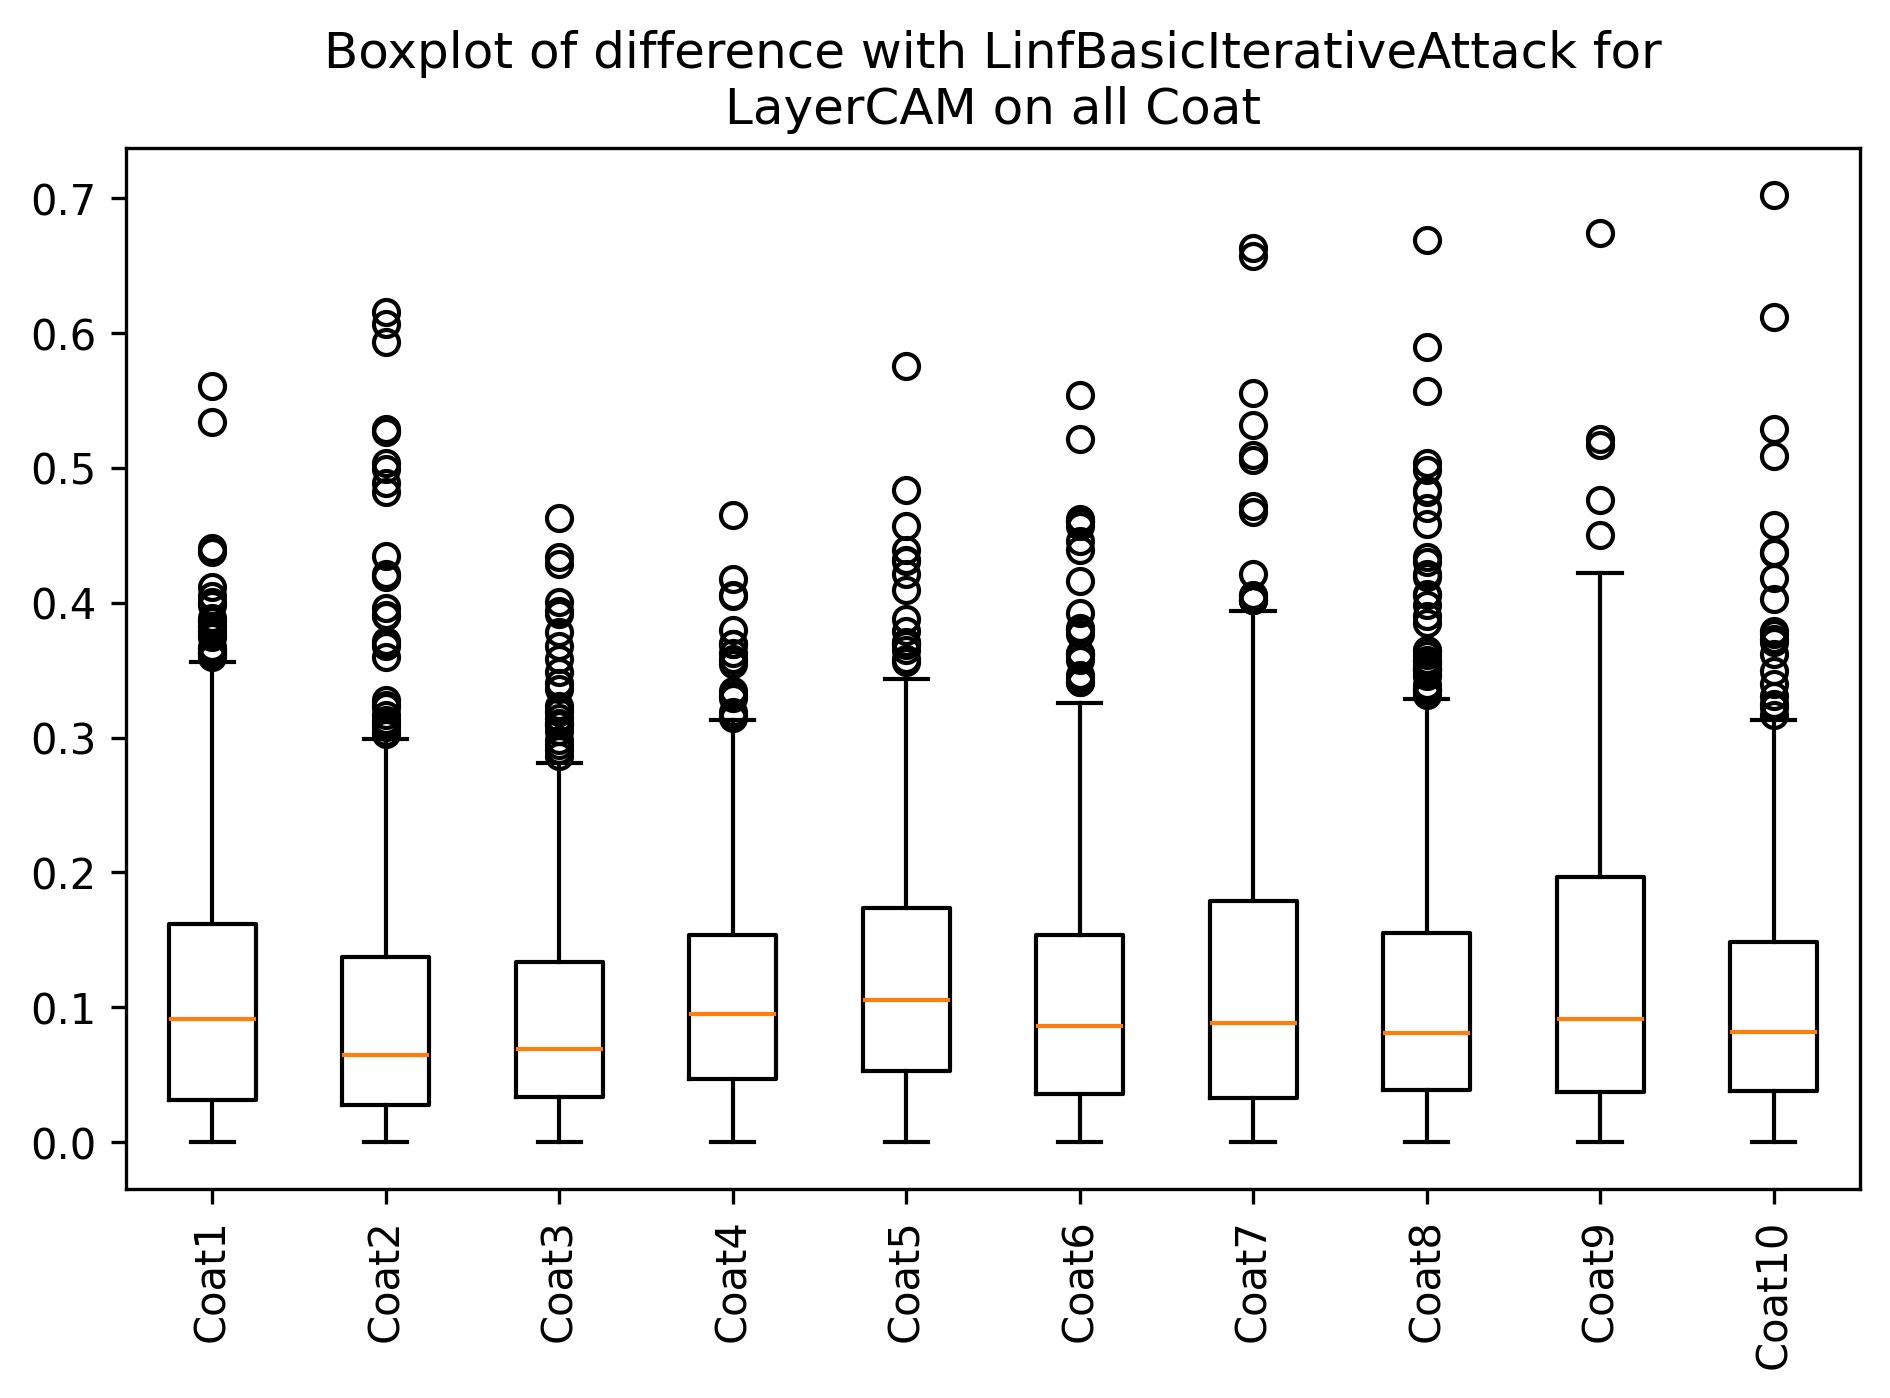 Boxplot of difference with LinfBasicIterativeAttack for
LayerCAM on all Coat
0.7
0.6
0.5
0.4
0.3
0.2
0.1
0.0
Coat1
Coat2
Coat3
Coat4
Coat5
Coat6
Coat7
Coat8
Coat9
Coat10